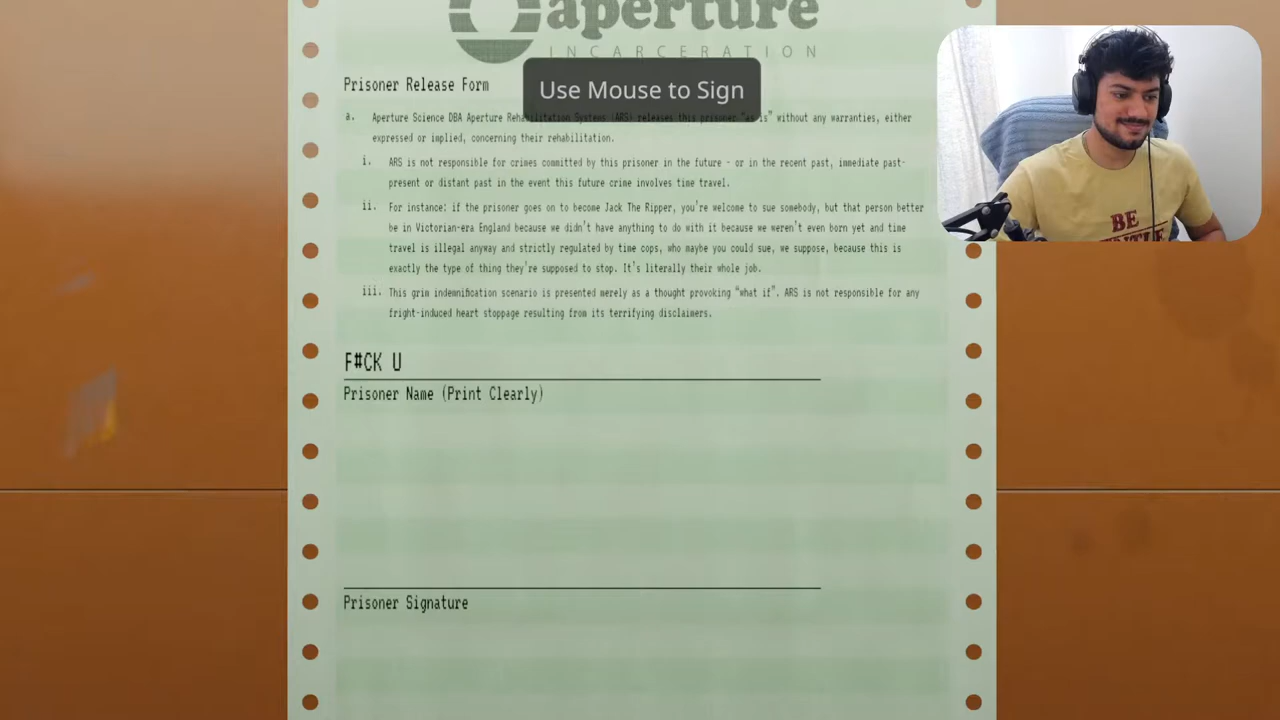 aperture
INCARCERATION
Use Mouse to Sign
Prisoner Release Form
a. Aperture Science DBA Aperture Rehabilitation Systems (ARS) releases this prisoner "as is" without any warranties, either
expressed or implied, concerning their rehabilitation.
i. ARS is not responsible for crimes committed by this prisoner in the future - or in the recent past, immediate past-
present or distant past in the event this future crime involves time travel.
ii. For instance: if the prisoner goes on to become Jack The Ripper, you're welcome to sue somebody, but that person better
be in Victorian-era England because we didn't have anything to do with it because we weren't even born yet and time
travel is illegal anyway and strictly regulated by time cops, who maybe you could sue, we suppose, because this is
exactly the type of thing they're supposed to stop. It's literally their whole job.
iii. This grim indemnification scenario is presented merely as a thought provoking "what if". ARS is not responsible for any
fright-induced heart stoppage resulting from its terrifying disclaimers.
F#CK U
Prisoner Name (Print Clearly)
Prisoner Signature
BE